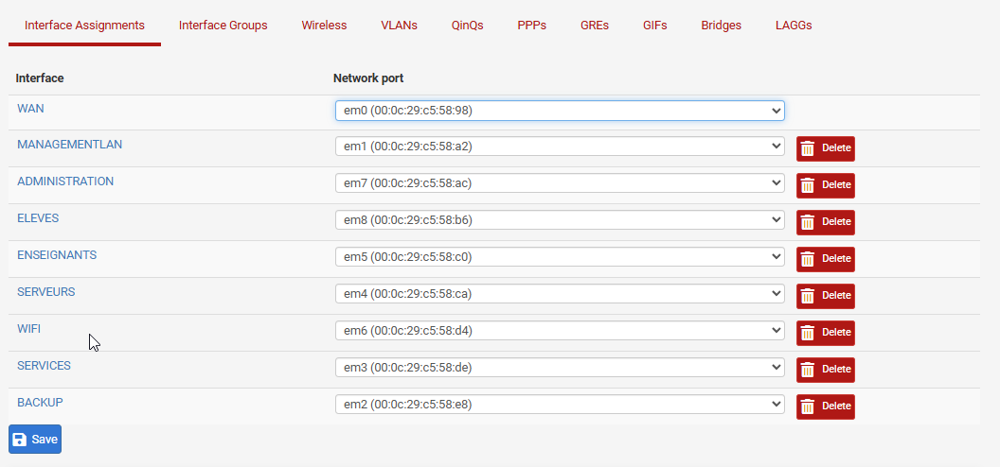 Interface Assignments Interface Groups Wireless VLANs QinQs PPPs GREs GIFs Bridges LAGGs
Interface Network port
WAN em0 (00:0c:29:c5:58:98)
MANAGEMENTLAN em1 (00:0c:29:c5:58:a2) Delete
ADMINISTRATION em7 (00:0c:29:c5:58:ac) Delete
ELEVES em8 (00:0c:29:c5:58:b6) Delete
ENSEIGNANTS em5 (00:0c:29:c5:58:c0) Delete
SERVEURS em4 (00:0c:29:c5:58:ca) Delete
WIFI em6 (00:0c:29:c5:58:d4) Delete
SERVICES em3 (00:0c:29:c5:58:de) Delete
BACKUP em2 (00:0c:29:c5:58:e8) Delete
Save